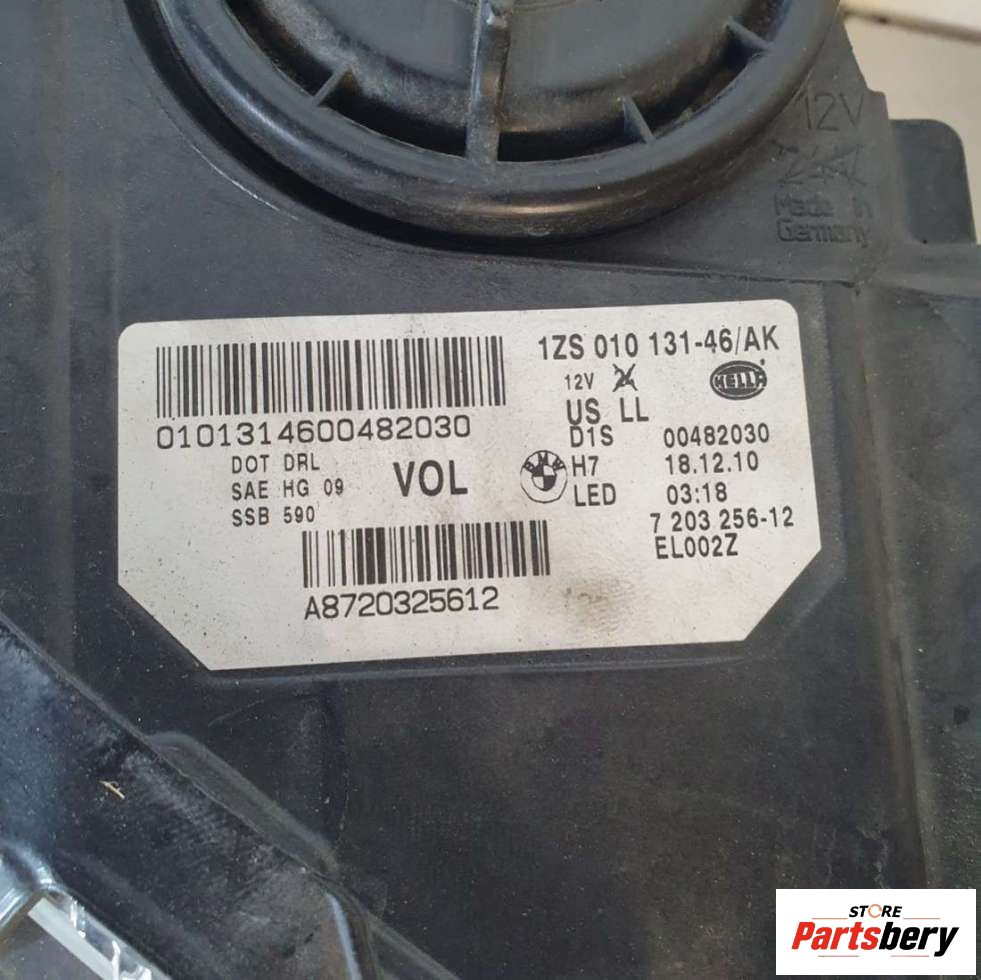 12V
Made in
Germany
1ZS 010 131-46/AK
12V
HELLA
US LL
0101314600482030
D1S 00482030
DOT DRL
SAE HG 09
SSB 590
VOL
BMW
H7 18.12.10
LED 03:18
7 203 256-12
EL002Z
A8720325612
STORE
Partsbery